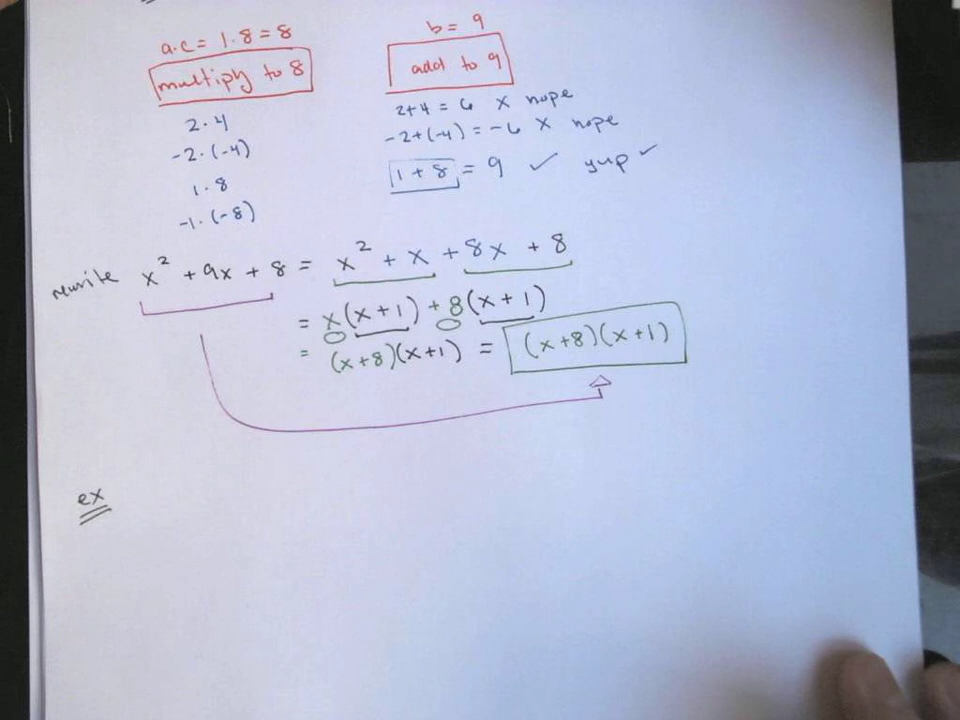 a·c = 1·8 = 8
multiply to 8
2·4
-2·(-4)
1·8
-1·(-8)
b = 9
add to 9
2+4 = 6 x nope
-2+(-4) = -6 x nope
1 + 8 = 9 ✓ yup ✓
rewrite x² + 9x + 8 = x² + x + 8x + 8
= x(x+1) + 8(x+1)
= (x+8)(x+1) = (x+8)(x+1)
ex